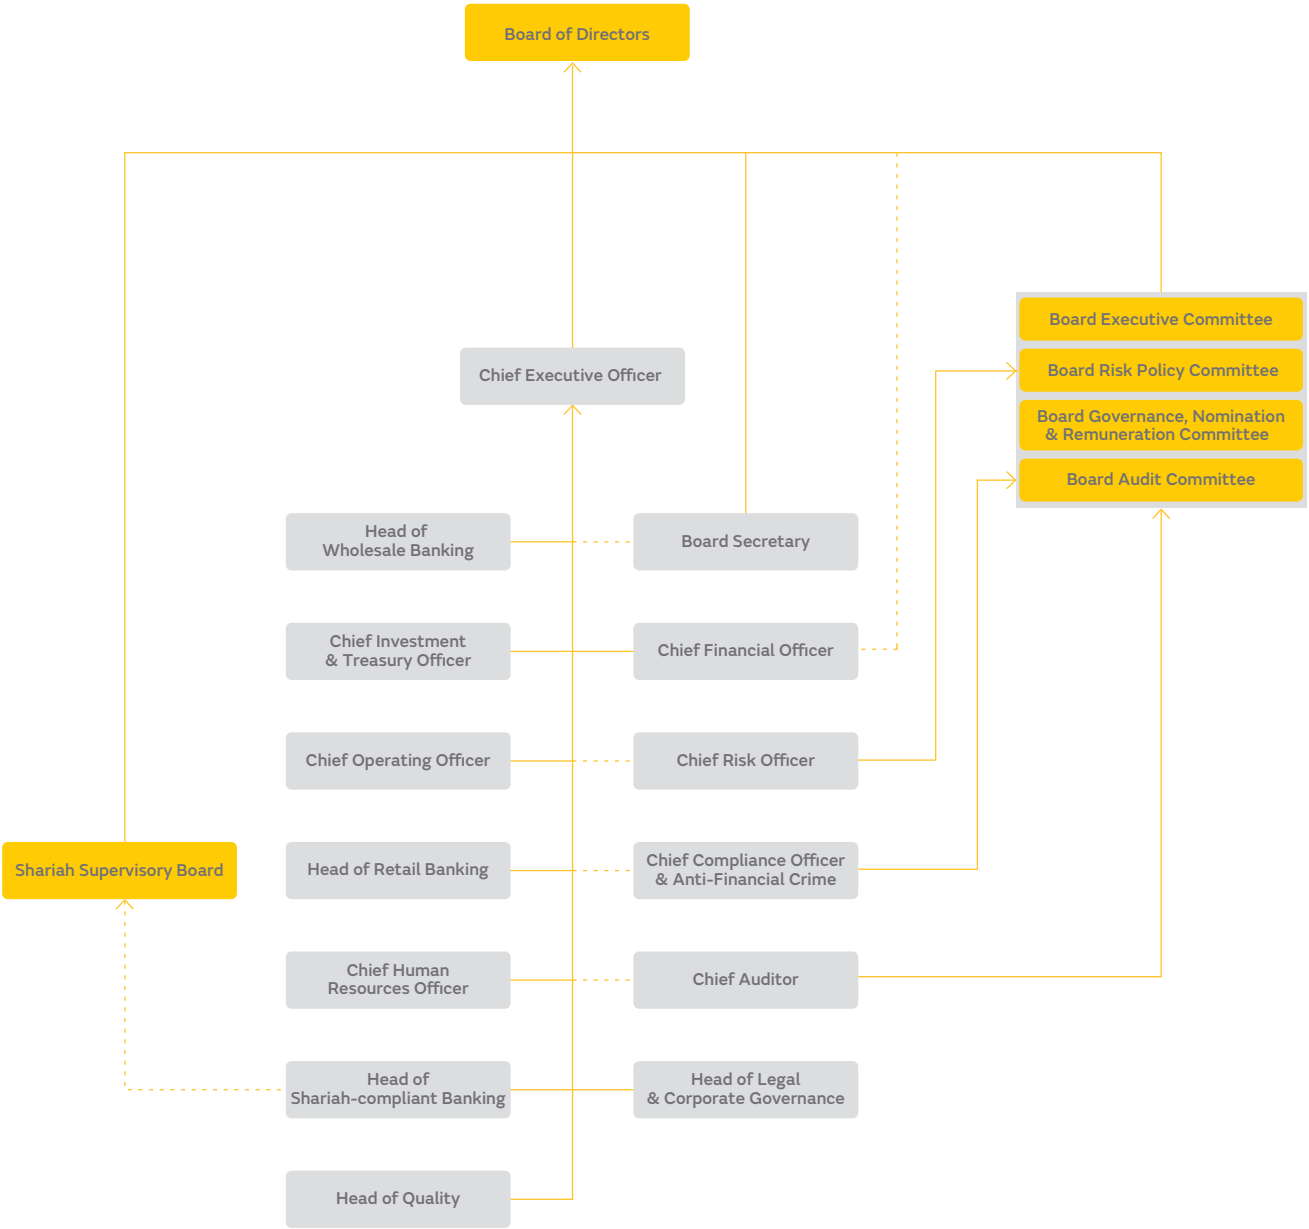 Board of Directors
Board Executive Committee
Board Risk Policy Committee
Board Governance, Nomination
& Remuneration Committee
Board Audit Committee
Chief Executive Officer
Head of
Wholesale Banking
Board Secretary
Chief Investment
& Treasury Officer
Chief Financial Officer
Chief Operating Officer
Chief Risk Officer
Shariah Supervisory Board
Head of Retail Banking
Chief Compliance Officer
& Anti-Financial Crime
Chief Human
Resources Officer
Chief Auditor
Head of
Shariah-compliant Banking
Head of Legal
& Corporate Governance
Head of Quality